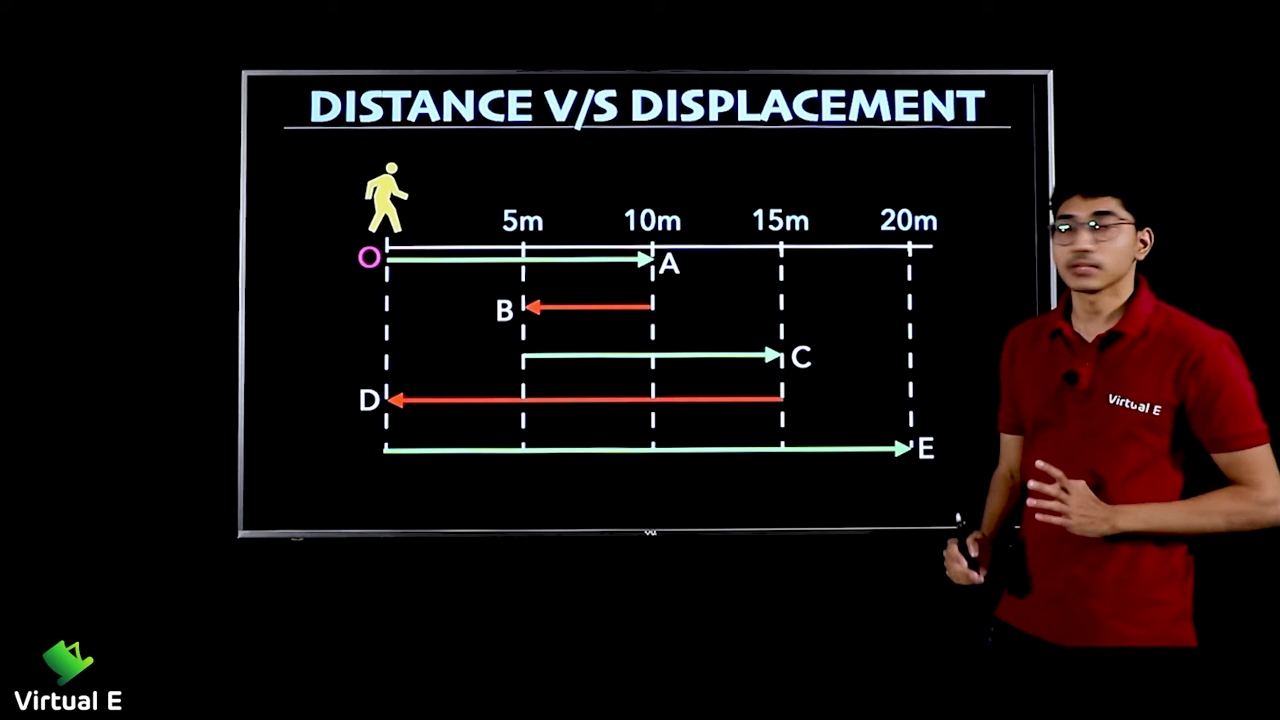 DISTANCE V/S DISPLACEMENT
5m 10m 15m 20m
O A
B
C
D
E
Virtual E
Virtual E